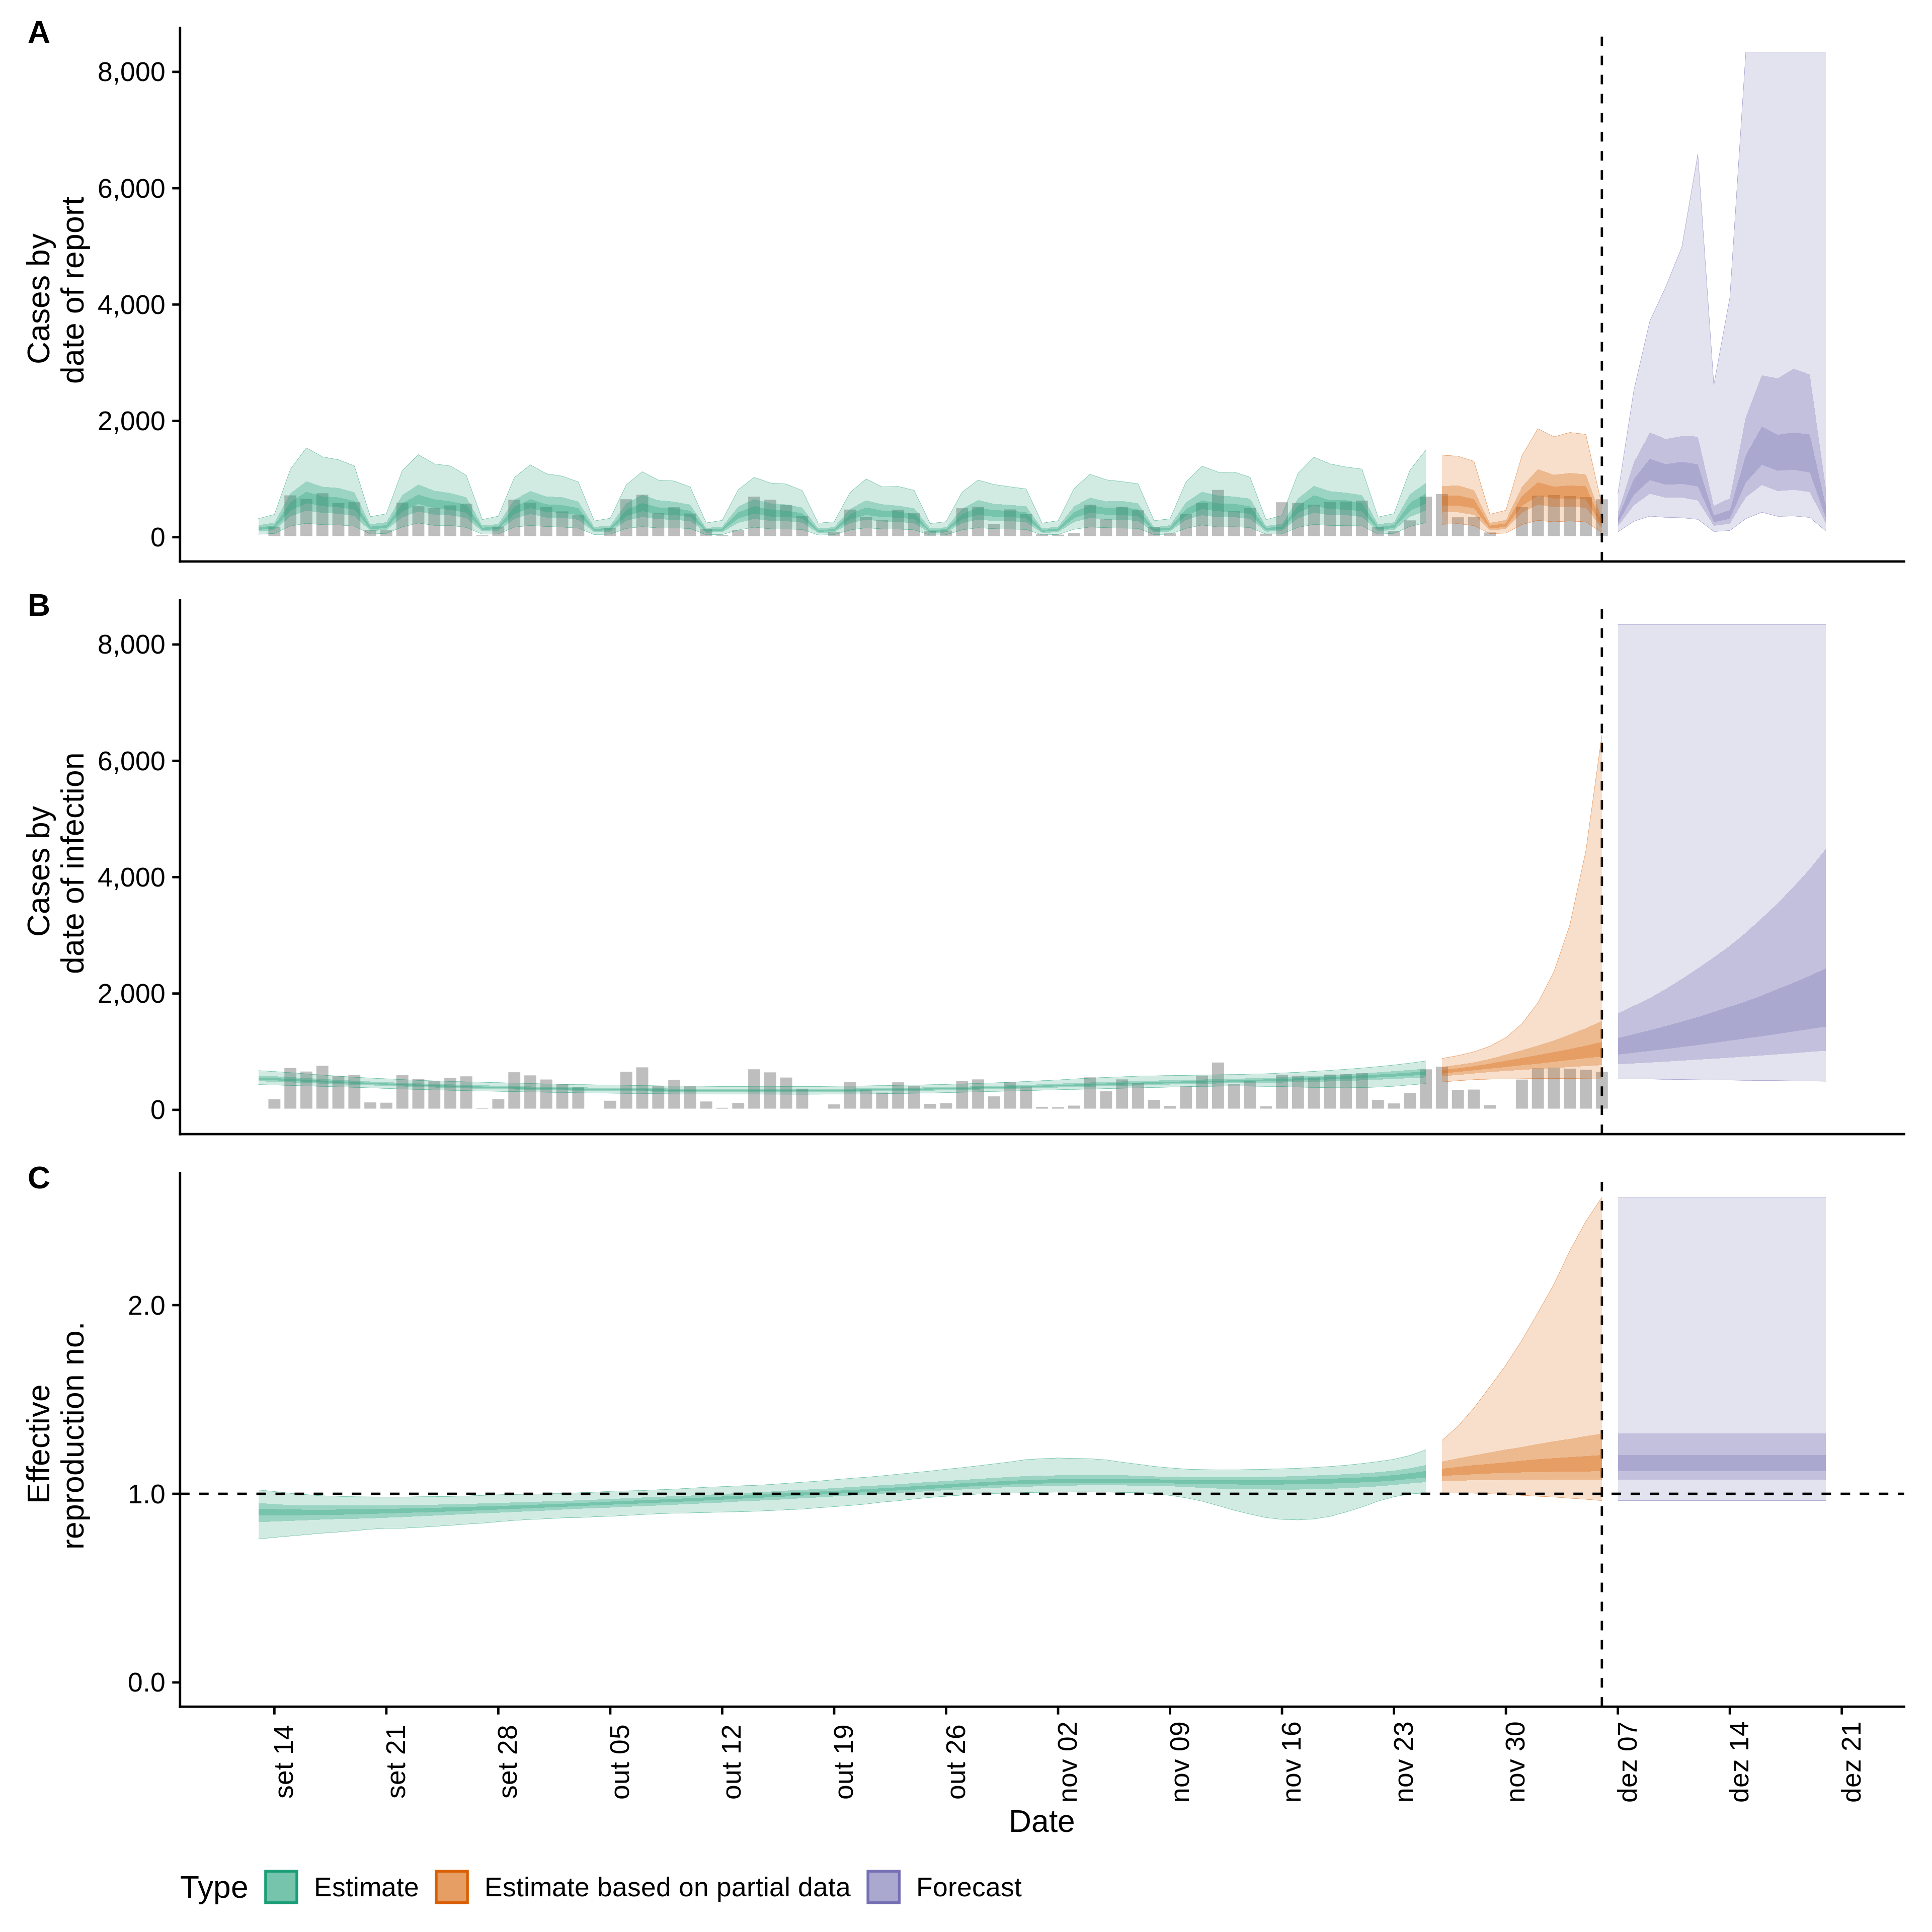 A
8,000
6,000
4,000
2,000
0
Cases by
date of report
B
8,000
6,000
4,000
2,000
0
Cases by
date of infection
C
2.0
1.0
0.0
Effective
reproduction no.
set 14
set 21
set 28
out 05
out 12
out 19
out 26
nov 02
nov 09
nov 16
nov 23
nov 30
dez 07
dez 14
dez 21
Date
Type Estimate Estimate based on partial data Forecast